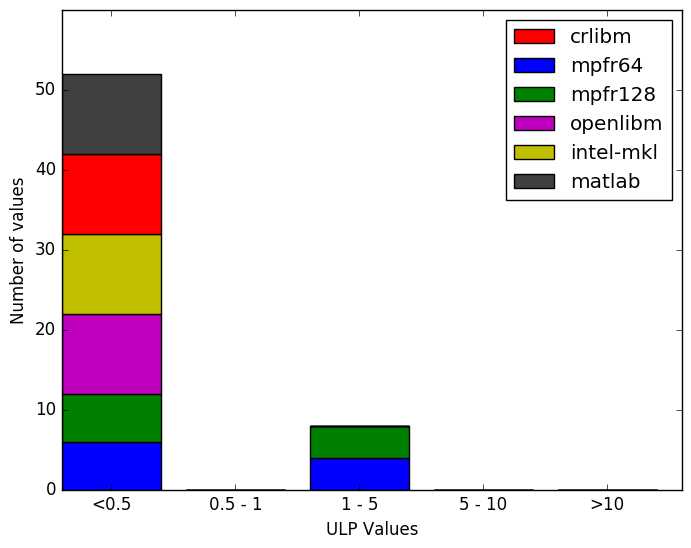 crlibm
mpfr64
mpfr128
openlibm
intel-mkl
matlab
Number of values
50
40
30
20
10
0
<0.5
0.5 - 1
1 - 5
5 - 10
>10
ULP Values